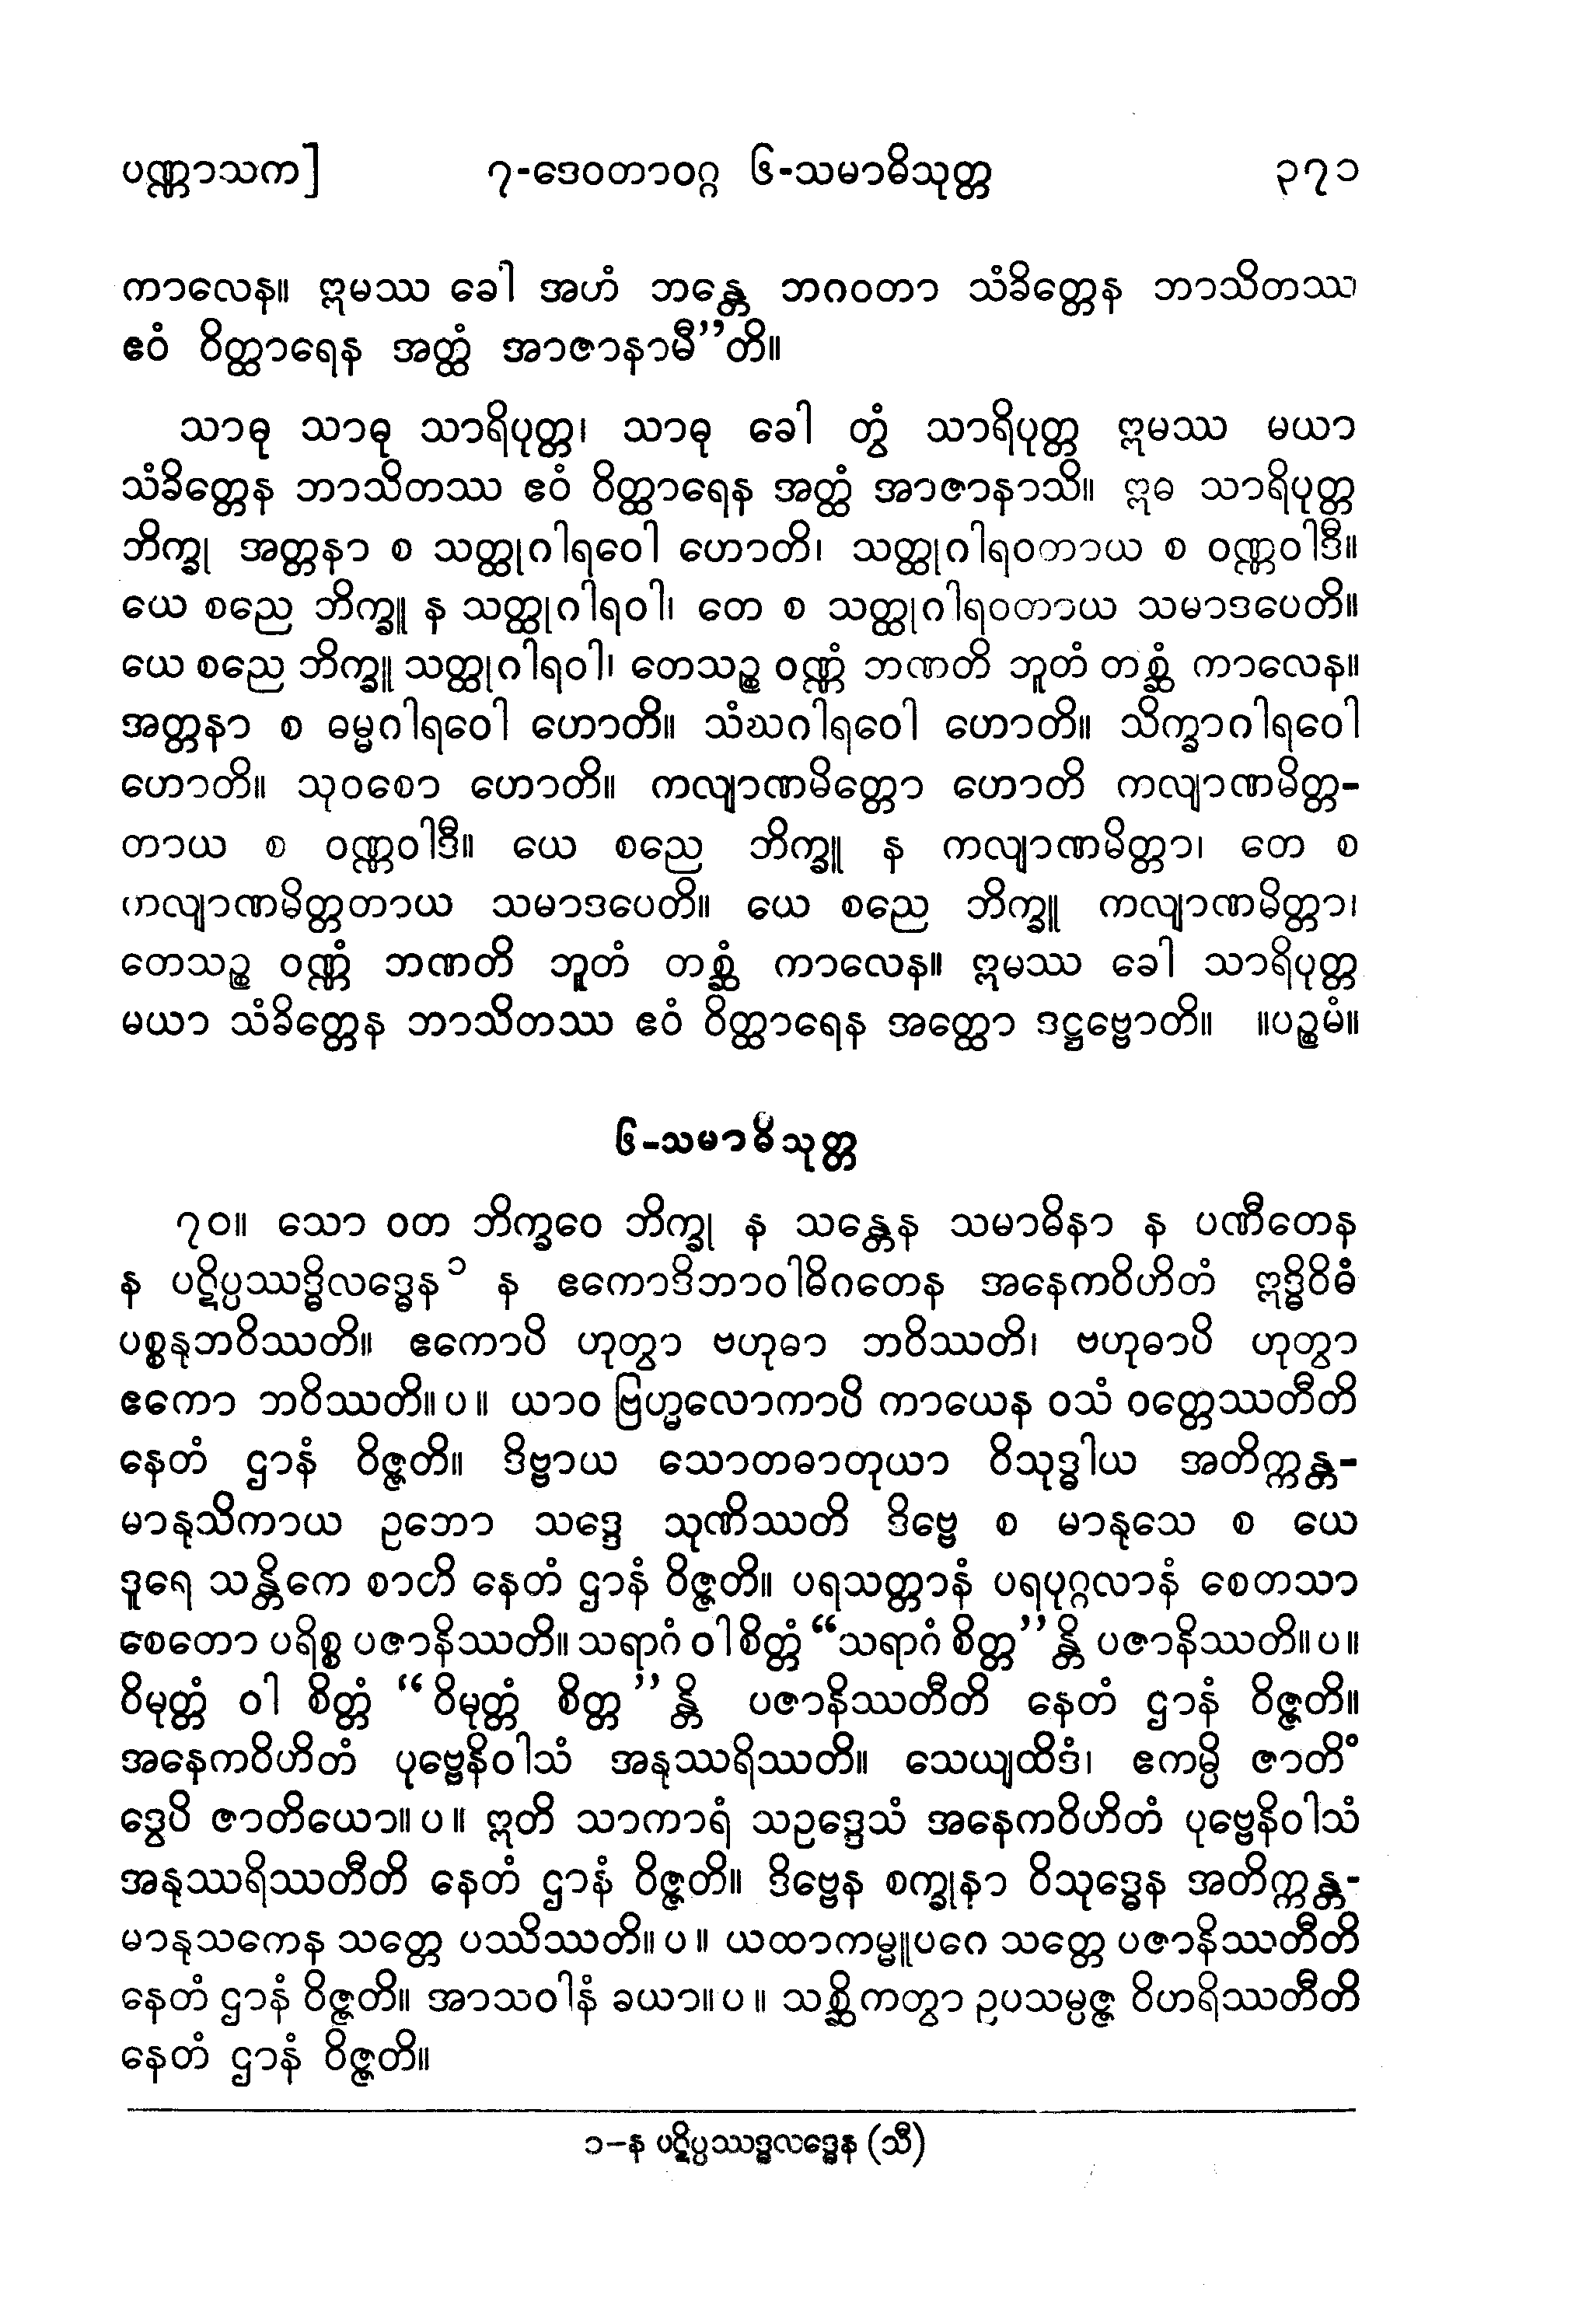 ပဏ္ဏာသက] ၇-ဒေဝတာဝဂ္ဂ ၆-သမာဓိသုတ္တ ၃၇၁
ကာလေန။ ဣမဿ ခေါ အဟံ ဘန္တေ ဘဂဝတာ သံခိတ္တေန ဘာသိတဿ
ဧဝံ ဝိတ္ထာရေန အတ္ထံ အာဇာနာမီ”တိ။
သာဓု သာဓု သာရိပုတ္တ၊ သာဓု ခေါ တွံ သာရိပုတ္တ ဣမဿ မယာ
သံခိတ္တေန ဘာသိတဿ ဧဝံ ဝိတ္ထာရေန အတ္ထံ အာဇာနာသိ။ ဣဓ သာရိပုတ္တ
ဘိက္ခု အတ္တနာ စ သတ္ထုဂါရဝေါ ဟောတိ၊ သတ္ထုဂါရဝတာယ စ ဝဏ္ဏဝါဒီ။
ယေ စညေ ဘိက္ခူ န သတ္ထုဂါရဝါ၊ တေ စ သတ္ထုဂါရဝတာယ သမာဒပေတိ။
ယေ စညေ ဘိက္ခူ သတ္ထုဂါရဝါ၊ တေသဉ္စ ဝဏ္ဏံ ဘဏတိ ဘူတံ တစ္ဆံ ကာလေန။
အတ္တနာ စ ဓမ္မဂါရဝေါ ဟောတိ။ သံဃဂါရဝေါ ဟောတိ။ သိက္ခာဂါရဝေါ
ဟောတိ။ သုဝစော ဟောတိ။ ကလျာဏမိတ္တော ဟောတိ ကလျာဏမိတ္တ-
တာယ စ ဝဏ္ဏဝါဒီ။ ယေ စညေ ဘိက္ခူ န ကလျာဏမိတ္တာ၊ တေ စ
ကလျာဏမိတ္တတာယ သမာဒပေတိ။ ယေ စညေ ဘိက္ခူ ကလျာဏမိတ္တာ၊
တေသဉ္စ ဝဏ္ဏံ ဘဏတိ ဘူတံ တစ္ဆံ ကာလေန။ ဣမဿ ခေါ သာရိပုတ္တ
မယာ သံခိတ္တေန ဘာသိတဿ ဧဝံ ဝိတ္ထာရေန အတ္ထော ဒဋ္ဌဗ္ဗောတိ။ ။ပဉ္စမံ။
၆-သမာဓိသုတ္တ
၇၀။ သော ဝတ ဘိက္ခဝေ ဘိက္ခု န သန္တေန သမာဓိနာ န ပဏီတေန
န ပဋိပ္ပဿဒ္ဓိလဒ္ဓေန၁ န ဧကောဒိဘာဝါဓိဂတေန အနေကဝိဟိတံ ဣဒ္ဓိဝိဓံ
ပစ္စနုဘဝိဿတိ။ ဧကောပိ ဟုတွာ ဗဟုဓာ ဘဝိဿတိ၊ ဗဟုဓာပိ ဟုတွာ
ဧကော ဘဝိဿတိ။ ပ ။ ယာဝ ဗြဟ္မလောကာပိ ကာယေန ဝသံ ဝတ္တေဿတီတိ
နေတံ ဌာနံ ဝိဇ္ဇတိ။ ဒိဗ္ဗာယ သောတဓာတုယာ ဝိသုဒ္ဓါယ အတိက္ကန္တ-
မာနုသိကာယ ဥဘော သဒ္ဒေ သုဏိဿတိ ဒိဗ္ဗေ စ မာနုသေ စ ယေ
ဒူရေ သန္တိကေ စာတိ နေတံ ဌာနံ ဝိဇ္ဇတိ။ ပရသတ္တာနံ ပရပုဂ္ဂလာနံ စေတသာ
စေတော ပရိစ္စ ပဇာနိဿတိ။ သရာဂံ ဝါ စိတ္တံ “သရာဂံ စိတ္တ”န္တိ ပဇာနိဿတိ။ ပ ။
ဝိမုတ္တံ ဝါ စိတ္တံ “ဝိမုတ္တံ စိတ္တ”န္တိ ပဇာနိဿတီတိ နေတံ ဌာနံ ဝိဇ္ဇတိ။
အနေကဝိဟိတံ ပုဗ္ဗေနိဝါသံ အနုဿရိဿတိ။ သေယျထိဒံ၊ ဧကမ္ပိ ဇာတိံ
ဒွေပိ ဇာတိယော။ ပ ။ ဣတိ သာကာရံ သဥဒ္ဒေသံ အနေကဝိဟိတံ ပုဗ္ဗေနိဝါသံ
အနုဿရိဿတီတိ နေတံ ဌာနံ ဝိဇ္ဇတိ။ ဒိဗ္ဗေန စက္ခုနာ ဝိသုဒ္ဓေန အတိက္ကန္တ-
မာနုသကေန သတ္တေ ပဿိဿတိ။ ပ ။ ယထာကမ္မူပဂေ သတ္တေ ပဇာနိဿတီတိ
နေတံ ဌာနံ ဝိဇ္ဇတိ။ အာသဝါနံ ခယာ။ ပ ။ သစ္ဆိကတွာ ဥပသမ္ပဇ္ဇ ဝိဟရိဿတီတိ
နေတံ ဌာနံ ဝိဇ္ဇတိ။
၁-န ပဋိပ္ပဿဒ္ဓလဒ္ဓေန (သီ)